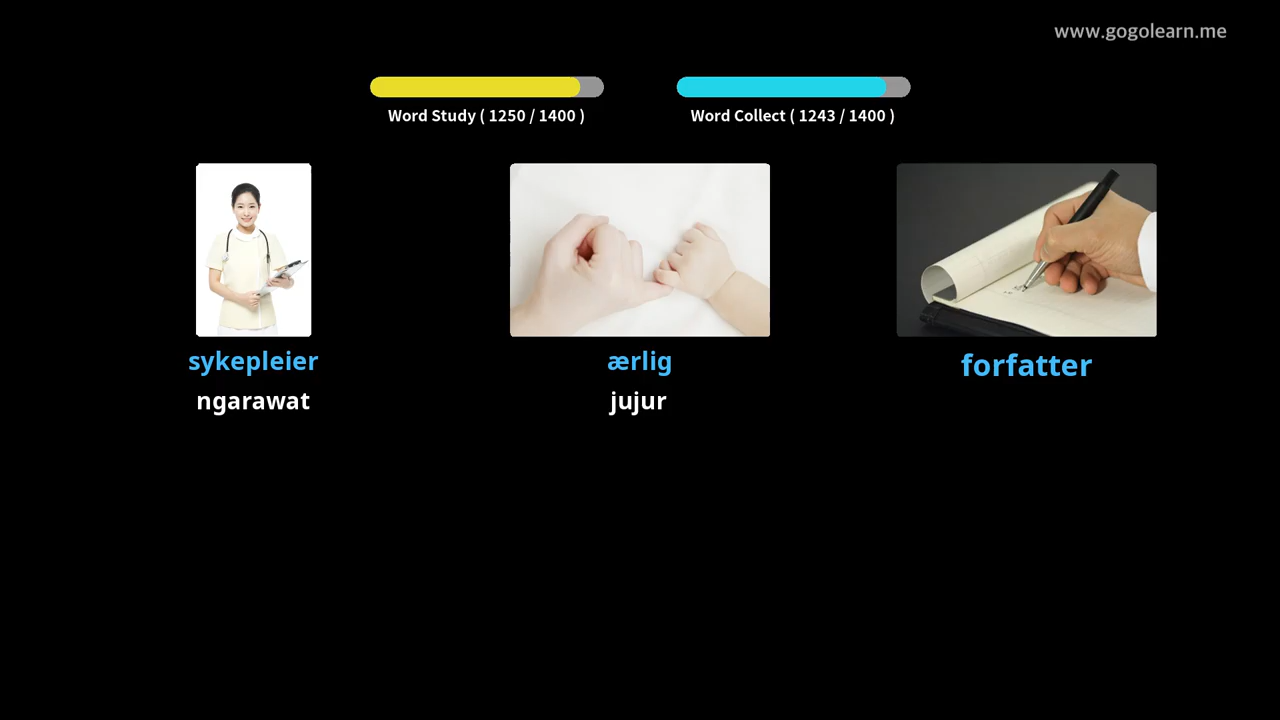 www.gogolearn.me
Word Study ( 1250 / 1400 )
Word Collect ( 1243 / 1400 )
sykepleier
ngarawat
ærlig
jujur
forfatter